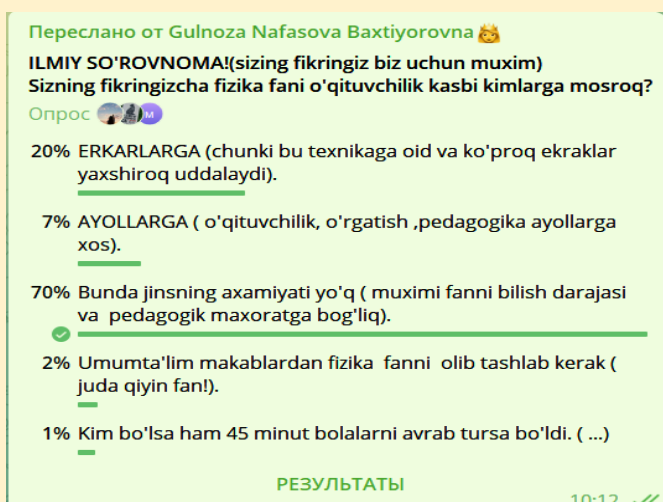 Переслано от Gulnoza Nafasova Baxtiyorovna
ILMIY SO'ROVNOMA!(sizing fikringiz biz uchun muxim)
Sizning fikringizcha fizika fani o'qituvchilik kasbi kimlarga mosroq?
Опрос M
20% ERKARLARGA (chunki bu texnikaga oid va ko'proq ekraklar
yaxshiroq uddalaydi).
7% AYOLLARGA ( o'qituvchilik, o'rgatish ,pedagogika ayollarga
xos).
70% Bunda jinsning axamiyati yo'q ( muximi fanni bilish darajasi
va pedagogik maxoratga bog'liq).
2% Umumta'lim makablardan fizika fanni olib tashlab kerak (
juda qiyin fan!).
1% Kim bo'lsa ham 45 minut bolalarni avrab tursa bo'ldi. ( ...)
РЕЗУЛЬТАТЫ
10:12